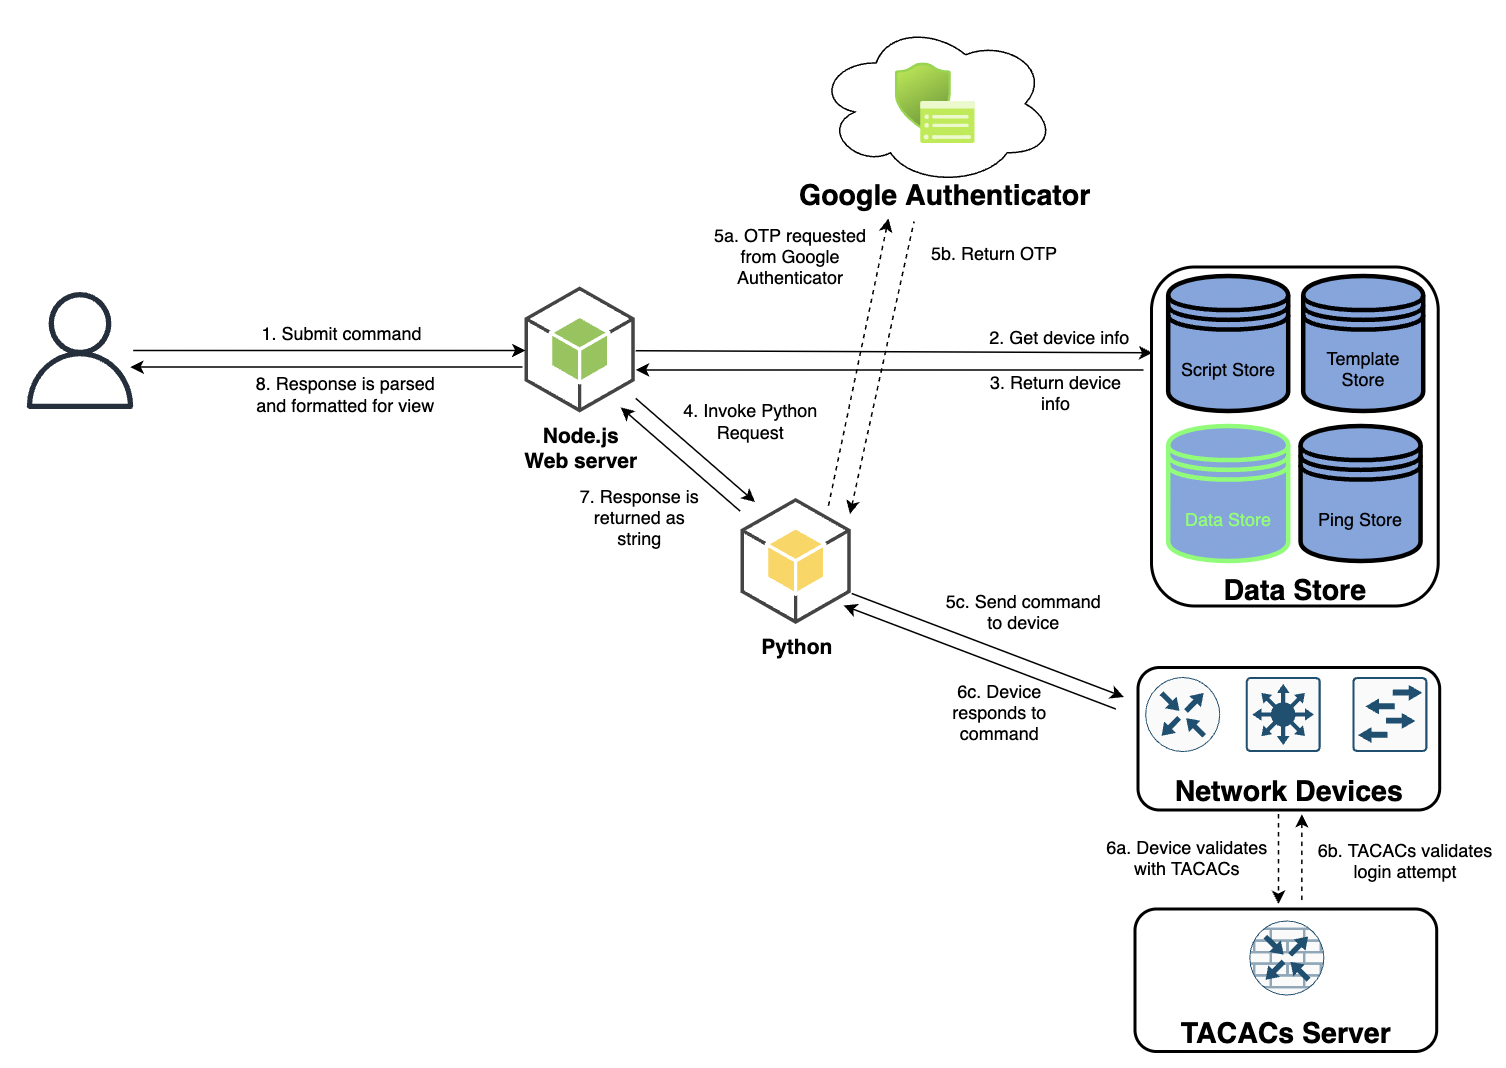 Google Authenticator
5a. OTP requested
from Google
Authenticator
5b. Return OTP
1. Submit command
8. Response is parsed
and formatted for view
Node.js
Web server
2. Get device info
3. Return device
info
Script Store
Template
Store
Data Store
Ping Store
Data Store
4. Invoke Python
Request
7. Response is
returned as
string
Python
5c. Send command
to device
6c. Device
responds to
command
Network Devices
6a. Device validates
with TACACs
6b. TACACs validates
login attempt
TACACs Server